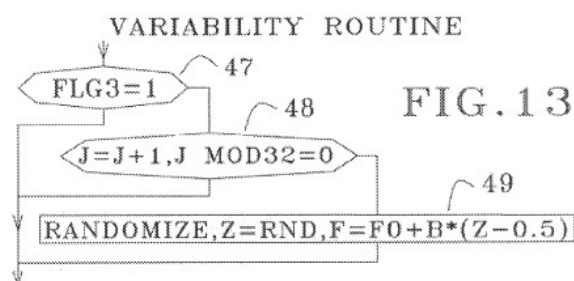 VARIABILITY ROUTINE
47
FLG3=1
48
FIG.13
J=J+1,J MOD32=0
49
RANDOMIZE,Z=RND,F=F0+B*(Z-0.5)